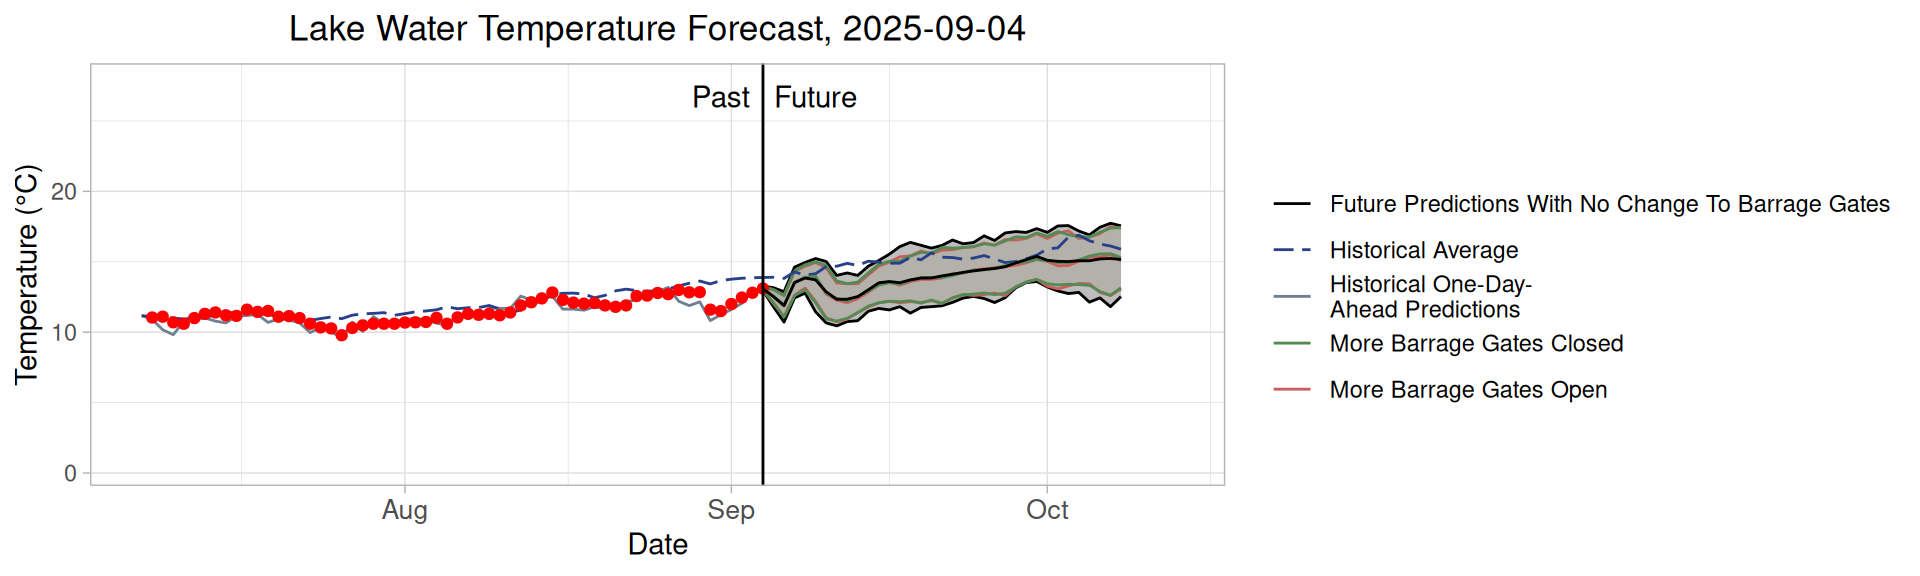 Lake Water Temperature Forecast, 2025-09-04
Past
Future
Temperature (°C)
20
10
0
Aug
Sep
Oct
Date
Future Predictions With No Change To Barrage Gates
Historical Average
Historical One-Day-
Ahead Predictions
More Barrage Gates Closed
More Barrage Gates Open